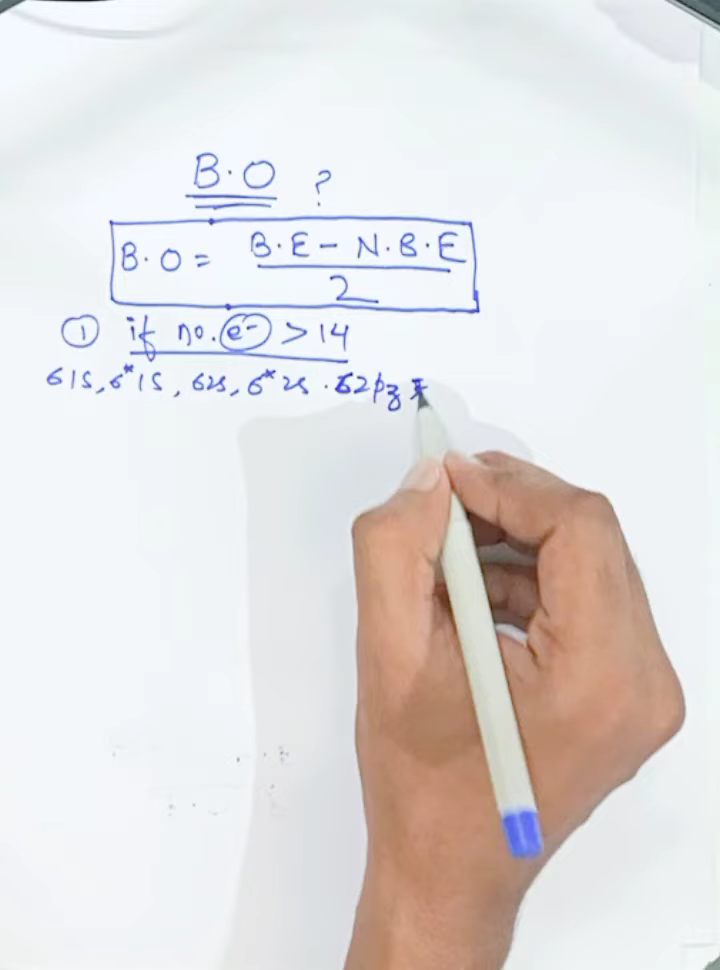 B.O ?
B.O = B.E - N.B.E / 2
① if no. e- > 14
σ1s, σ*1s, σ2s, σ*2s . σ2pz